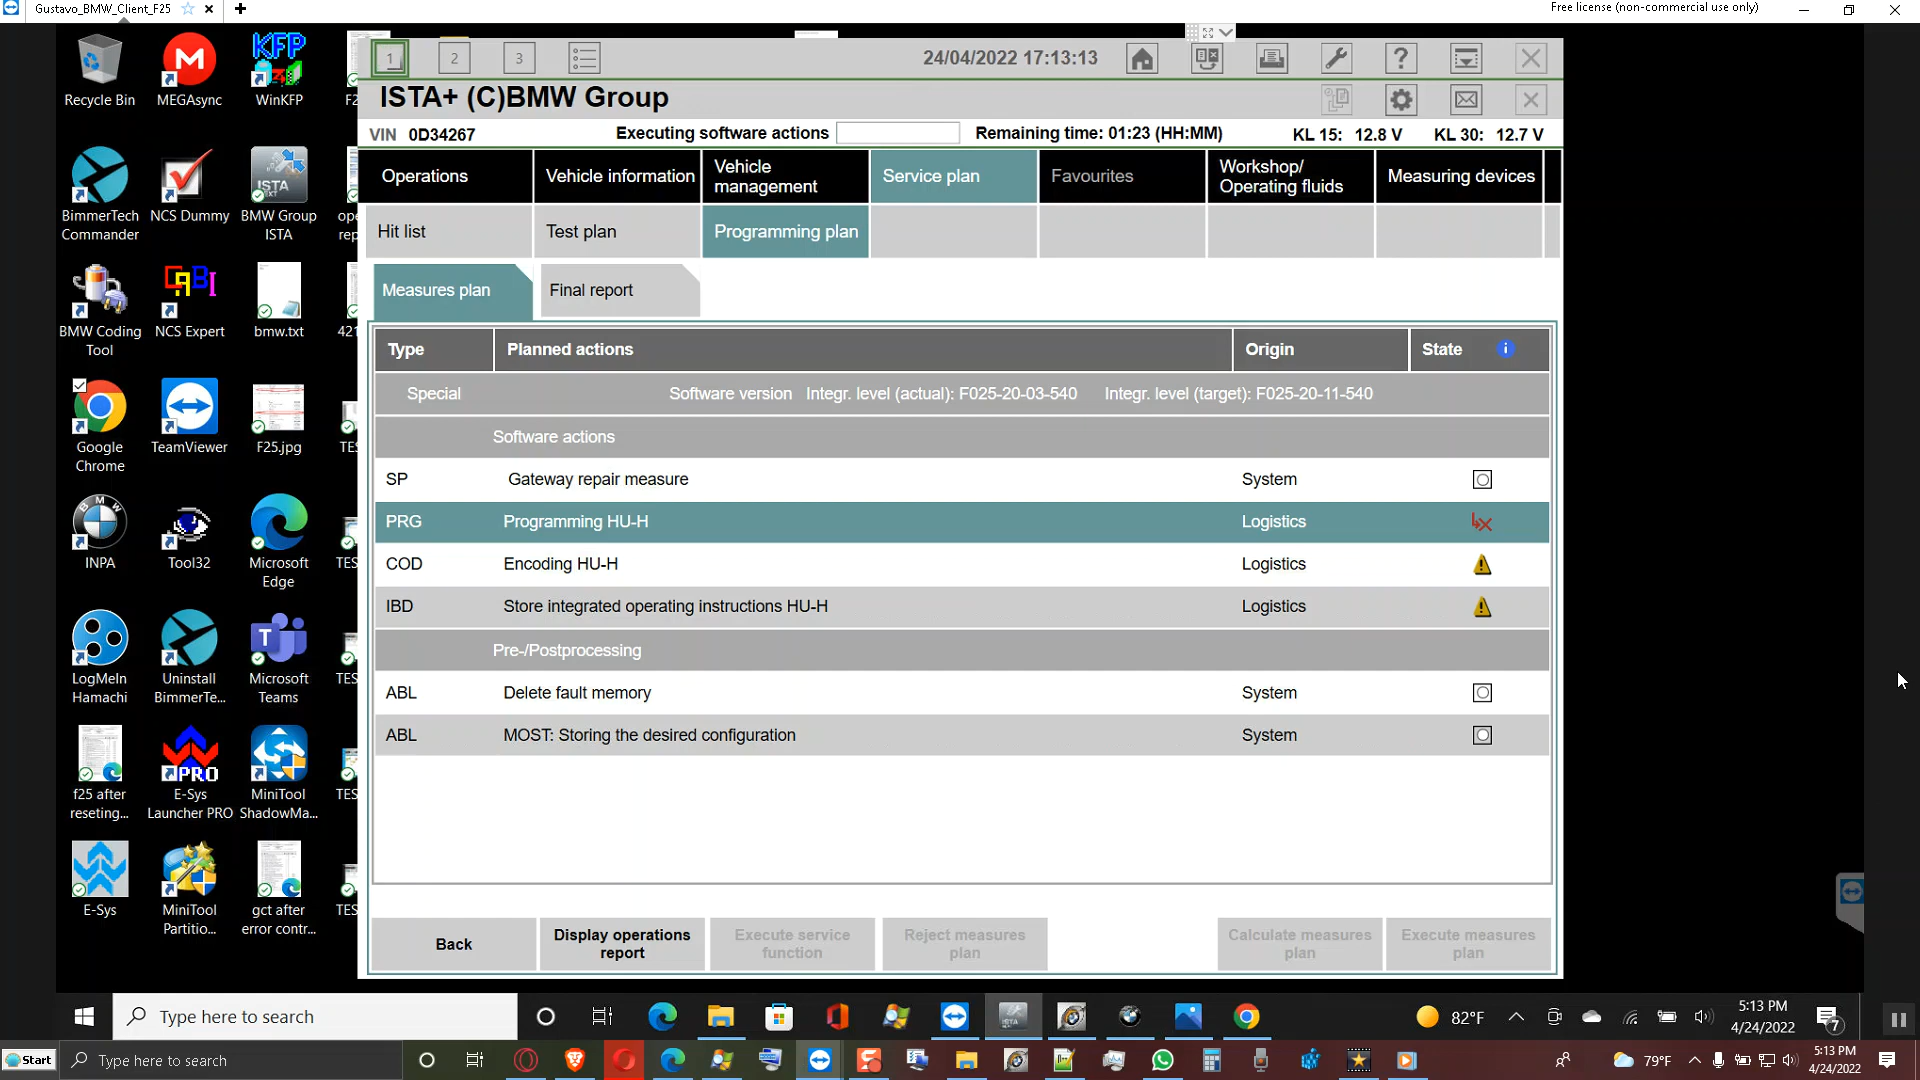 Gustavo_BMW_Client_F25
Free license (non-commercial use only)
Recycle Bin
MEGAsync
WinKFP
BimmerTech Commander
NCS Dummy
BMW Group ISTA
BMW Coding Tool
NCS Expert
bmw.txt
Google Chrome
TeamViewer
F25.jpg
INPA
Tool32
Microsoft Edge
LogMeIn Hamachi
Uninstall BimmerTe...
Microsoft Teams
f25 after reseting...
E-Sys Launcher PRO
MiniTool ShadowMa...
E-Sys
MiniTool Partitio...
gct after error contr...
1 2 3
24/04/2022 17:13:13
ISTA+ (C)BMW Group
VIN 0D34267
Executing software actions
Remaining time: 01:23 (HH:MM)
KL 15: 12.8 V
KL 30: 12.7 V
Operations
Vehicle information
Vehicle management
Service plan
Favourites
Workshop/ Operating fluids
Measuring devices
Hit list
Test plan
Programming plan
Measures plan
Final report
Type
Planned actions
Origin
State
Special
Software version Integr. level (actual): F025-20-03-540 Integr. level (target): F025-20-11-540
Software actions
SP Gateway repair measure System
PRG Programming HU-H Logistics
COD Encoding HU-H Logistics
IBD Store integrated operating instructions HU-H Logistics
Pre-/Postprocessing
ABL Delete fault memory System
ABL MOST: Storing the desired configuration System
Back
Display operations report
Execute service function
Reject measures plan
Calculate measures plan
Execute measures plan
Type here to search
82°F
5:13 PM
4/24/2022
7
Start
Type here to search
79°F
5:13 PM
4/24/2022